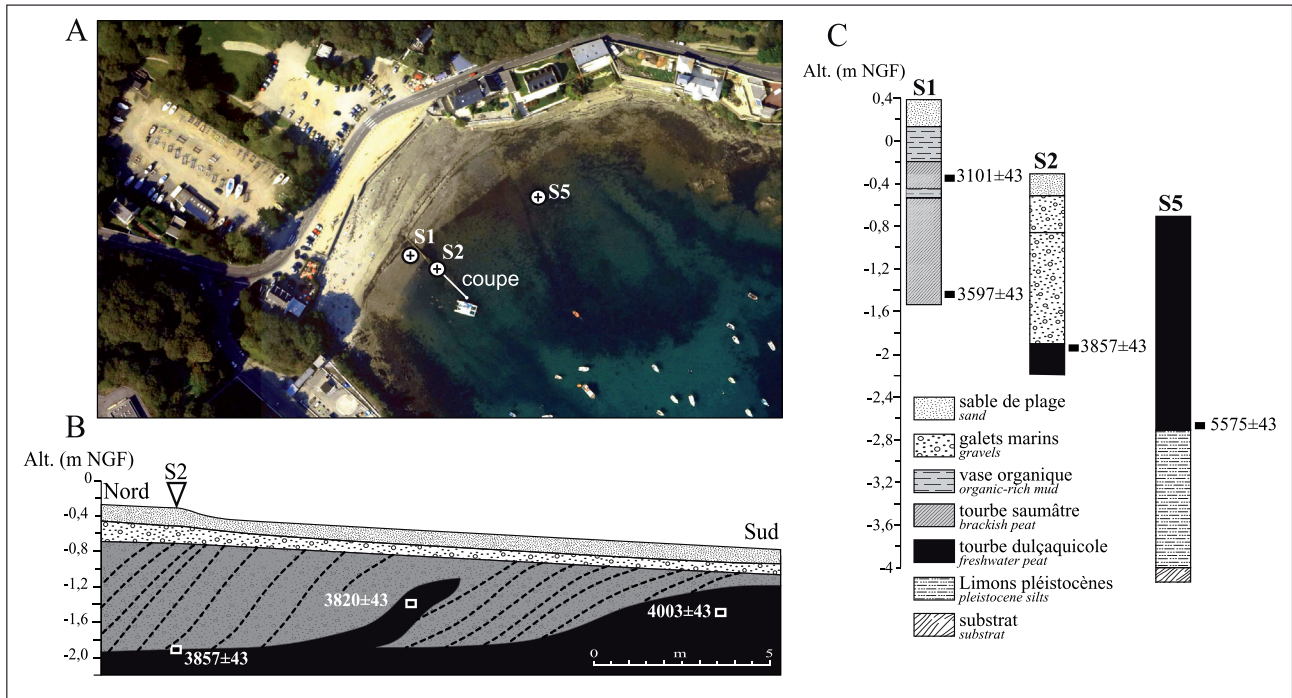 A
S5
S1
S2
coupe
B
Alt. (m NGF)
S2
0
Nord
-0,4
Sud
-0,8
-1,2
3820±43
4003±43
-1,6
-2,0
3857±43
0 m 5
C
Alt. (m NGF)
S1
0,4
0
S2
3101±43
-0,4
S5
-0,8
-1,2
3597±43
-1,6
3857±43
-2
-2,4
5575±43
-2,8
-3,2
-3,6
-4
sable de plage
sand
galets marins
gravels
vase organique
organic-rich mud
tourbe saumâtre
brackish peat
tourbe dulçaquicole
freshwater peat
Limons pléistocènes
pleistocene silts
substrat
substrat